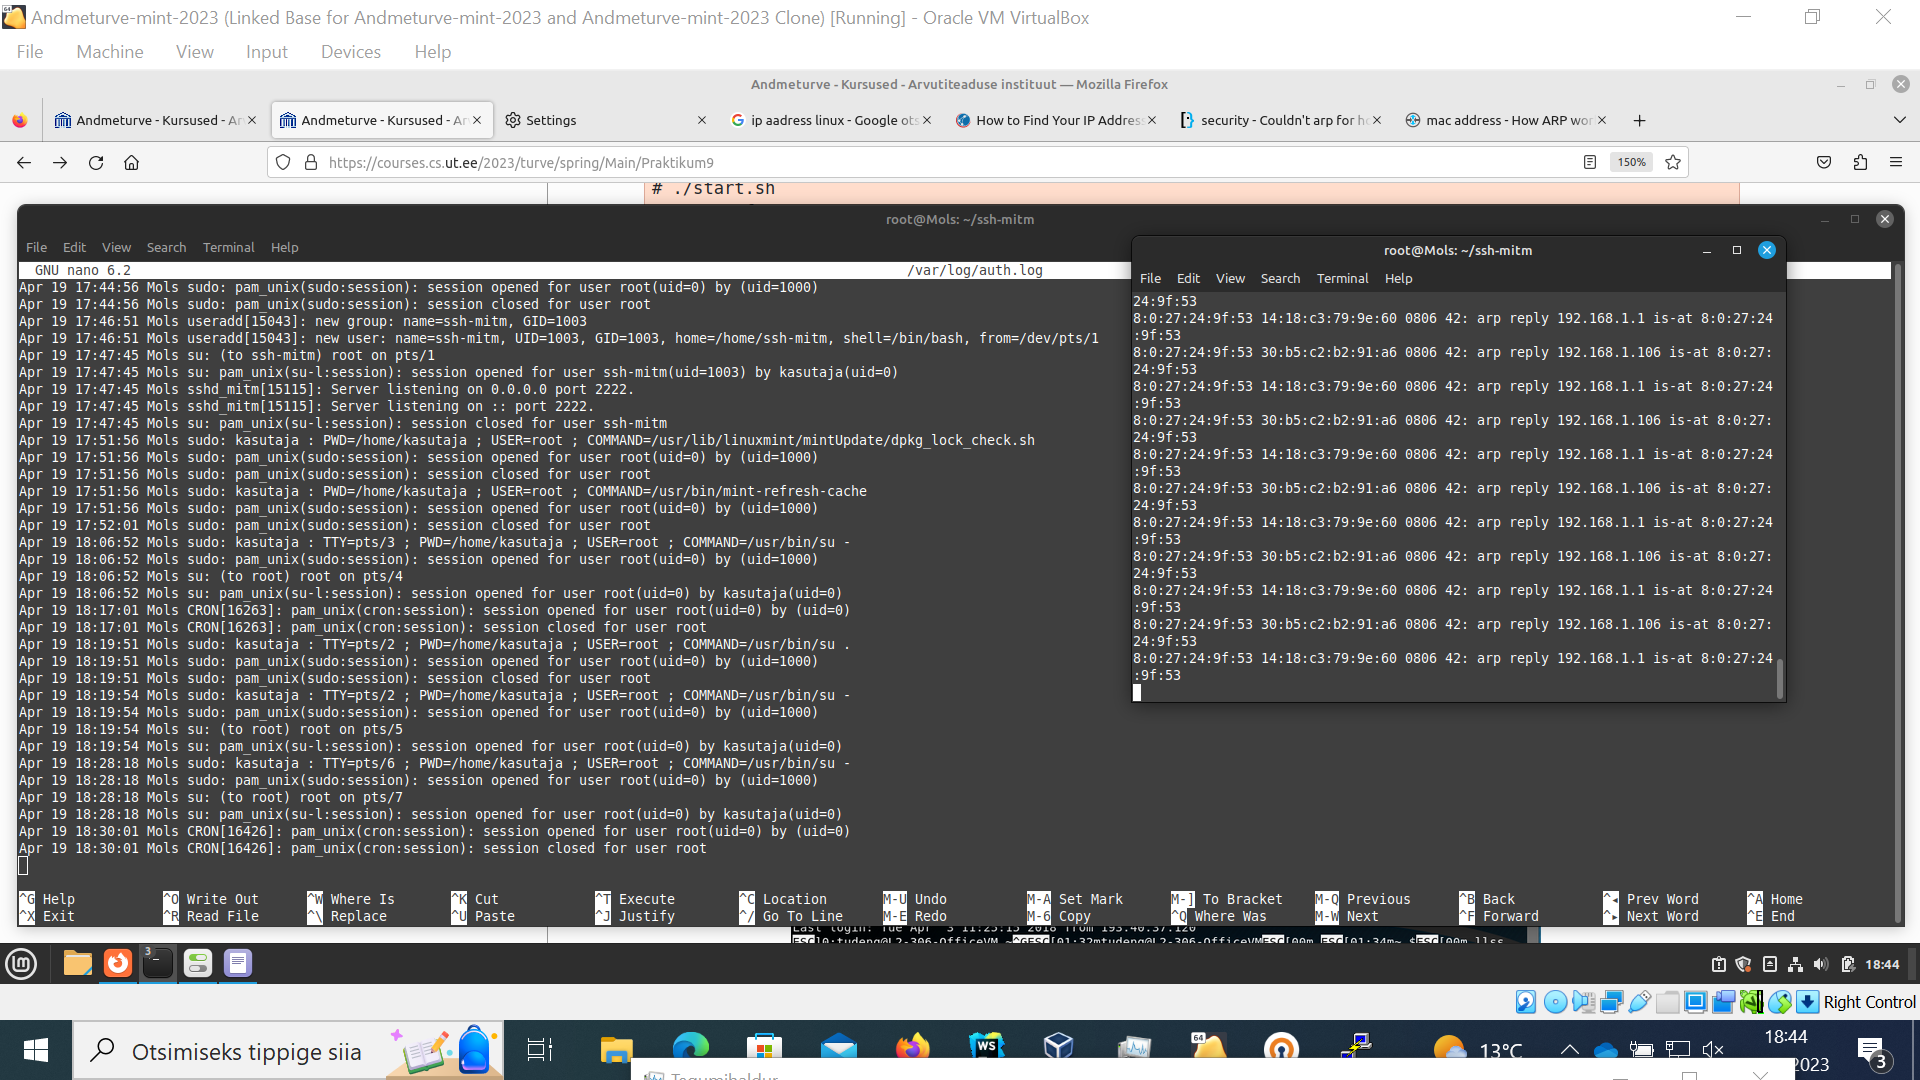 Andmeturve-mint-2023 (Linked Base for Andmeturve-mint-2023 and Andmeturve-mint-2023 Clone) [Running] - Oracle VM VirtualBox
File Machine View Input Devices Help
Andmeturve - Kursused - Arvutiteaduse instituut — Mozilla Firefox
Andmeturve - Kursused - Ar
Andmeturve - Kursused - Ar
Settings
ip aadress linux - Google ots
How to Find Your IP Addres
security - Couldn't arp for ho
mac address - How ARP wor
https://courses.cs.ut.ee/2023/turve/spring/Main/Praktikum9
150%
# ./start.sh
root@Mols: ~/ssh-mitm
File Edit View Search Terminal Help
GNU nano 6.2 /var/log/auth.log
Apr 19 17:44:56 Mols sudo: pam_unix(sudo:session): session opened for user root(uid=0) by (uid=1000)
Apr 19 17:44:56 Mols sudo: pam_unix(sudo:session): session closed for user root
Apr 19 17:46:51 Mols useradd[15043]: new group: name=ssh-mitm, GID=1003
Apr 19 17:46:51 Mols useradd[15043]: new user: name=ssh-mitm, UID=1003, GID=1003, home=/home/ssh-mitm, shell=/bin/bash, from=/dev/pts/1
Apr 19 17:47:45 Mols su: (to ssh-mitm) root on pts/1
Apr 19 17:47:45 Mols su: pam_unix(su-l:session): session opened for user ssh-mitm(uid=1003) by kasutaja(uid=0)
Apr 19 17:47:45 Mols sshd_mitm[15115]: Server listening on 0.0.0.0 port 2222.
Apr 19 17:47:45 Mols sshd_mitm[15115]: Server listening on :: port 2222.
Apr 19 17:47:45 Mols su: pam_unix(su-l:session): session closed for user ssh-mitm
Apr 19 17:51:56 Mols sudo: kasutaja : PWD=/home/kasutaja ; USER=root ; COMMAND=/usr/lib/linuxmint/mintUpdate/dpkg_lock_check.sh
Apr 19 17:51:56 Mols sudo: pam_unix(sudo:session): session opened for user root(uid=0) by (uid=1000)
Apr 19 17:51:56 Mols sudo: pam_unix(sudo:session): session closed for user root
Apr 19 17:51:56 Mols sudo: kasutaja : PWD=/home/kasutaja ; USER=root ; COMMAND=/usr/bin/mint-refresh-cache
Apr 19 17:51:56 Mols sudo: pam_unix(sudo:session): session opened for user root(uid=0) by (uid=1000)
Apr 19 17:52:01 Mols sudo: pam_unix(sudo:session): session closed for user root
Apr 19 18:06:52 Mols sudo: kasutaja : TTY=pts/3 ; PWD=/home/kasutaja ; USER=root ; COMMAND=/usr/bin/su -
Apr 19 18:06:52 Mols sudo: pam_unix(sudo:session): session opened for user root(uid=0) by (uid=1000)
Apr 19 18:06:52 Mols su: (to root) root on pts/4
Apr 19 18:06:52 Mols su: pam_unix(su-l:session): session opened for user root(uid=0) by kasutaja(uid=0)
Apr 19 18:17:01 Mols CRON[16263]: pam_unix(cron:session): session opened for user root(uid=0) by (uid=0)
Apr 19 18:17:01 Mols CRON[16263]: pam_unix(cron:session): session closed for user root
Apr 19 18:19:51 Mols sudo: kasutaja : TTY=pts/2 ; PWD=/home/kasutaja ; USER=root ; COMMAND=/usr/bin/su .
Apr 19 18:19:51 Mols sudo: pam_unix(sudo:session): session opened for user root(uid=0) by (uid=1000)
Apr 19 18:19:51 Mols sudo: pam_unix(sudo:session): session closed for user root
Apr 19 18:19:54 Mols sudo: kasutaja : TTY=pts/2 ; PWD=/home/kasutaja ; USER=root ; COMMAND=/usr/bin/su -
Apr 19 18:19:54 Mols sudo: pam_unix(sudo:session): session opened for user root(uid=0) by (uid=1000)
Apr 19 18:19:54 Mols su: (to root) root on pts/5
Apr 19 18:19:54 Mols su: pam_unix(su-l:session): session opened for user root(uid=0) by kasutaja(uid=0)
Apr 19 18:28:18 Mols sudo: kasutaja : TTY=pts/6 ; PWD=/home/kasutaja ; USER=root ; COMMAND=/usr/bin/su -
Apr 19 18:28:18 Mols sudo: pam_unix(sudo:session): session opened for user root(uid=0) by (uid=1000)
Apr 19 18:28:18 Mols su: (to root) root on pts/7
Apr 19 18:28:18 Mols su: pam_unix(su-l:session): session opened for user root(uid=0) by kasutaja(uid=0)
Apr 19 18:30:01 Mols CRON[16426]: pam_unix(cron:session): session opened for user root(uid=0) by (uid=0)
Apr 19 18:30:01 Mols CRON[16426]: pam_unix(cron:session): session closed for user root
^G Help ^O Write Out ^W Where Is ^K Cut ^T Execute ^C Location M-U Undo M-A Set Mark M-] To Bracket M-Q Previous ^B Back ^◂ Prev Word ^A Home
^X Exit ^R Read File ^\ Replace ^U Paste ^J Justify ^/ Go To Line M-E Redo M-6 Copy ^Q Where Was M-W Next ^F Forward ^▸ Next Word ^E End
root@Mols: ~/ssh-mitm
File Edit View Search Terminal Help
24:9f:53
8:0:27:24:9f:53 14:18:c3:79:9e:60 0806 42: arp reply 192.168.1.1 is-at 8:0:27:24
:9f:53
8:0:27:24:9f:53 30:b5:c2:b2:91:a6 0806 42: arp reply 192.168.1.106 is-at 8:0:27:
24:9f:53
8:0:27:24:9f:53 14:18:c3:79:9e:60 0806 42: arp reply 192.168.1.1 is-at 8:0:27:24
:9f:53
8:0:27:24:9f:53 30:b5:c2:b2:91:a6 0806 42: arp reply 192.168.1.106 is-at 8:0:27:
24:9f:53
8:0:27:24:9f:53 14:18:c3:79:9e:60 0806 42: arp reply 192.168.1.1 is-at 8:0:27:24
:9f:53
8:0:27:24:9f:53 30:b5:c2:b2:91:a6 0806 42: arp reply 192.168.1.106 is-at 8:0:27:
24:9f:53
8:0:27:24:9f:53 14:18:c3:79:9e:60 0806 42: arp reply 192.168.1.1 is-at 8:0:27:24
:9f:53
8:0:27:24:9f:53 30:b5:c2:b2:91:a6 0806 42: arp reply 192.168.1.106 is-at 8:0:27:
24:9f:53
8:0:27:24:9f:53 14:18:c3:79:9e:60 0806 42: arp reply 192.168.1.1 is-at 8:0:27:24
:9f:53
8:0:27:24:9f:53 30:b5:c2:b2:91:a6 0806 42: arp reply 192.168.1.106 is-at 8:0:27:
24:9f:53
8:0:27:24:9f:53 14:18:c3:79:9e:60 0806 42: arp reply 192.168.1.1 is-at 8:0:27:24
:9f:53
Last login: Tue Apr 3 11:25:15 2018 from 193.40.37.120
3
18:44
Right Control
Otsimiseks tippige siia
WS
64
13°C
18:44
2023
3
Tegumihaldur